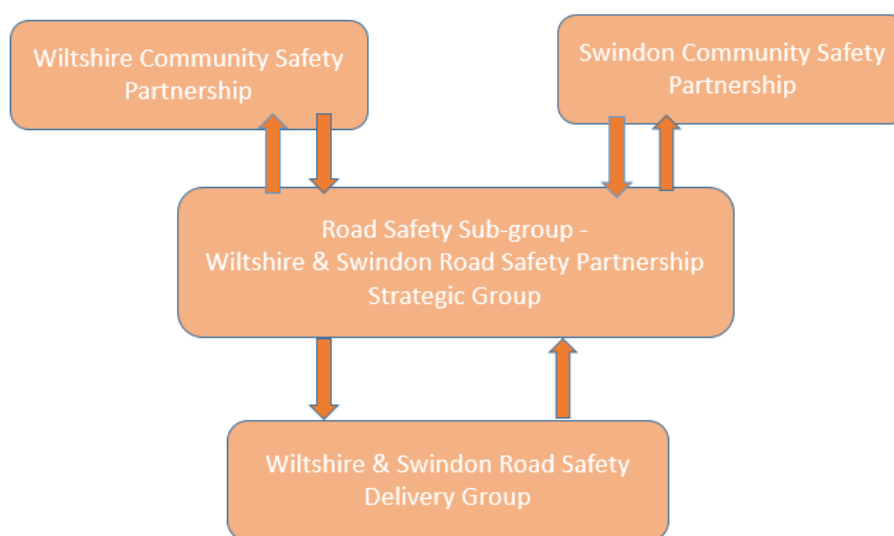 Wiltshire Community Safety
Partnership
Swindon Community Safety
Partnership
Road Safety Sub-group -
Wiltshire & Swindon Road Safety Partnership
Strategic Group
Wiltshire & Swindon Road Safety
Delivery Group